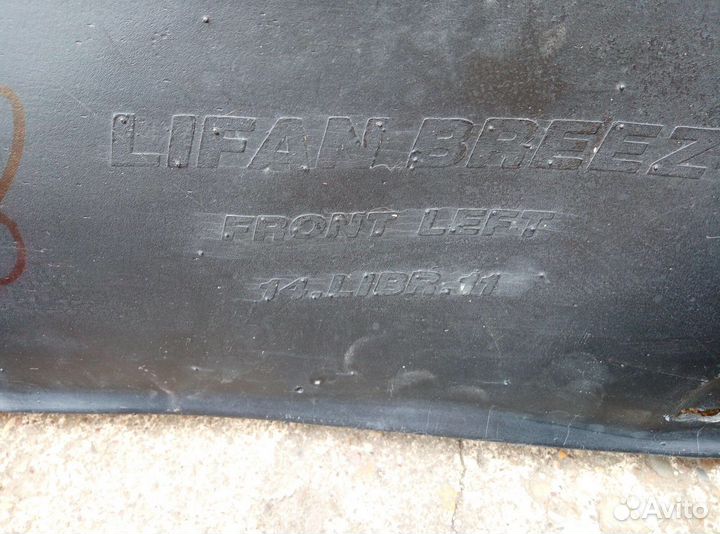 LIFAN BREEZ
FRONT LEFT
14.LIBR.11
Avito